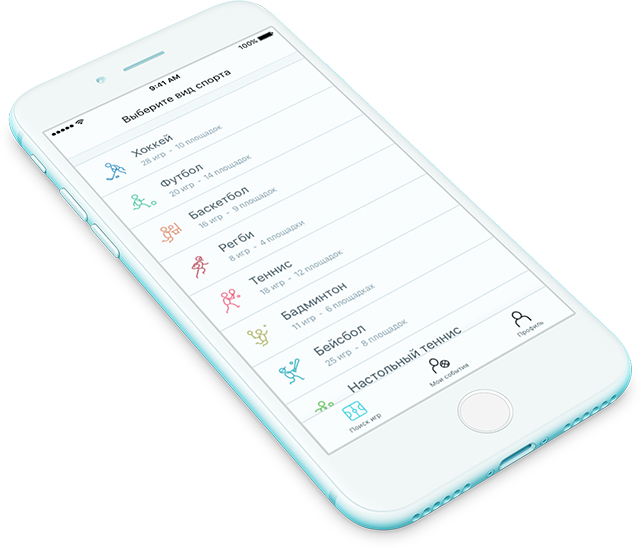 9:41 AM
100%
Выберите вид спорта
Хоккей
28 игр • 10 площадок
Футбол
20 игр • 14 площадок
Баскетбол
16 игр • 9 площадок
Регби
8 игр • 4 площадки
Теннис
18 игр • 12 площадок
Бадминтон
11 игр • 6 площадках
Бейсбол
25 игр • 8 площадок
Настольный теннис
Поиск игр
Мои события
Профиль